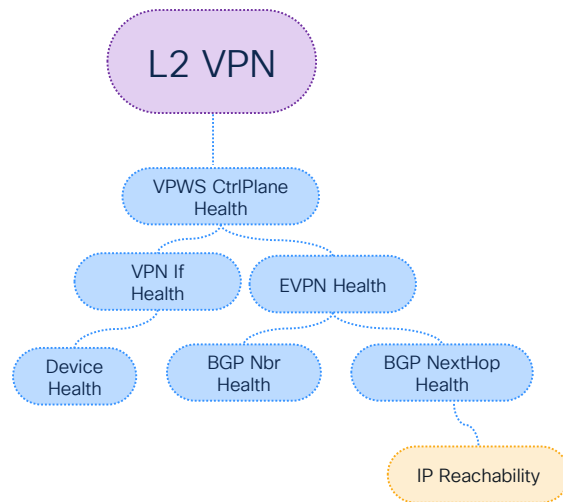 L2 VPN
VPWS CtrlPlane
Health
VPN If
Health
EVPN Health
Device
Health
BGP Nbr
Health
BGP NextHop
Health
IP Reachability